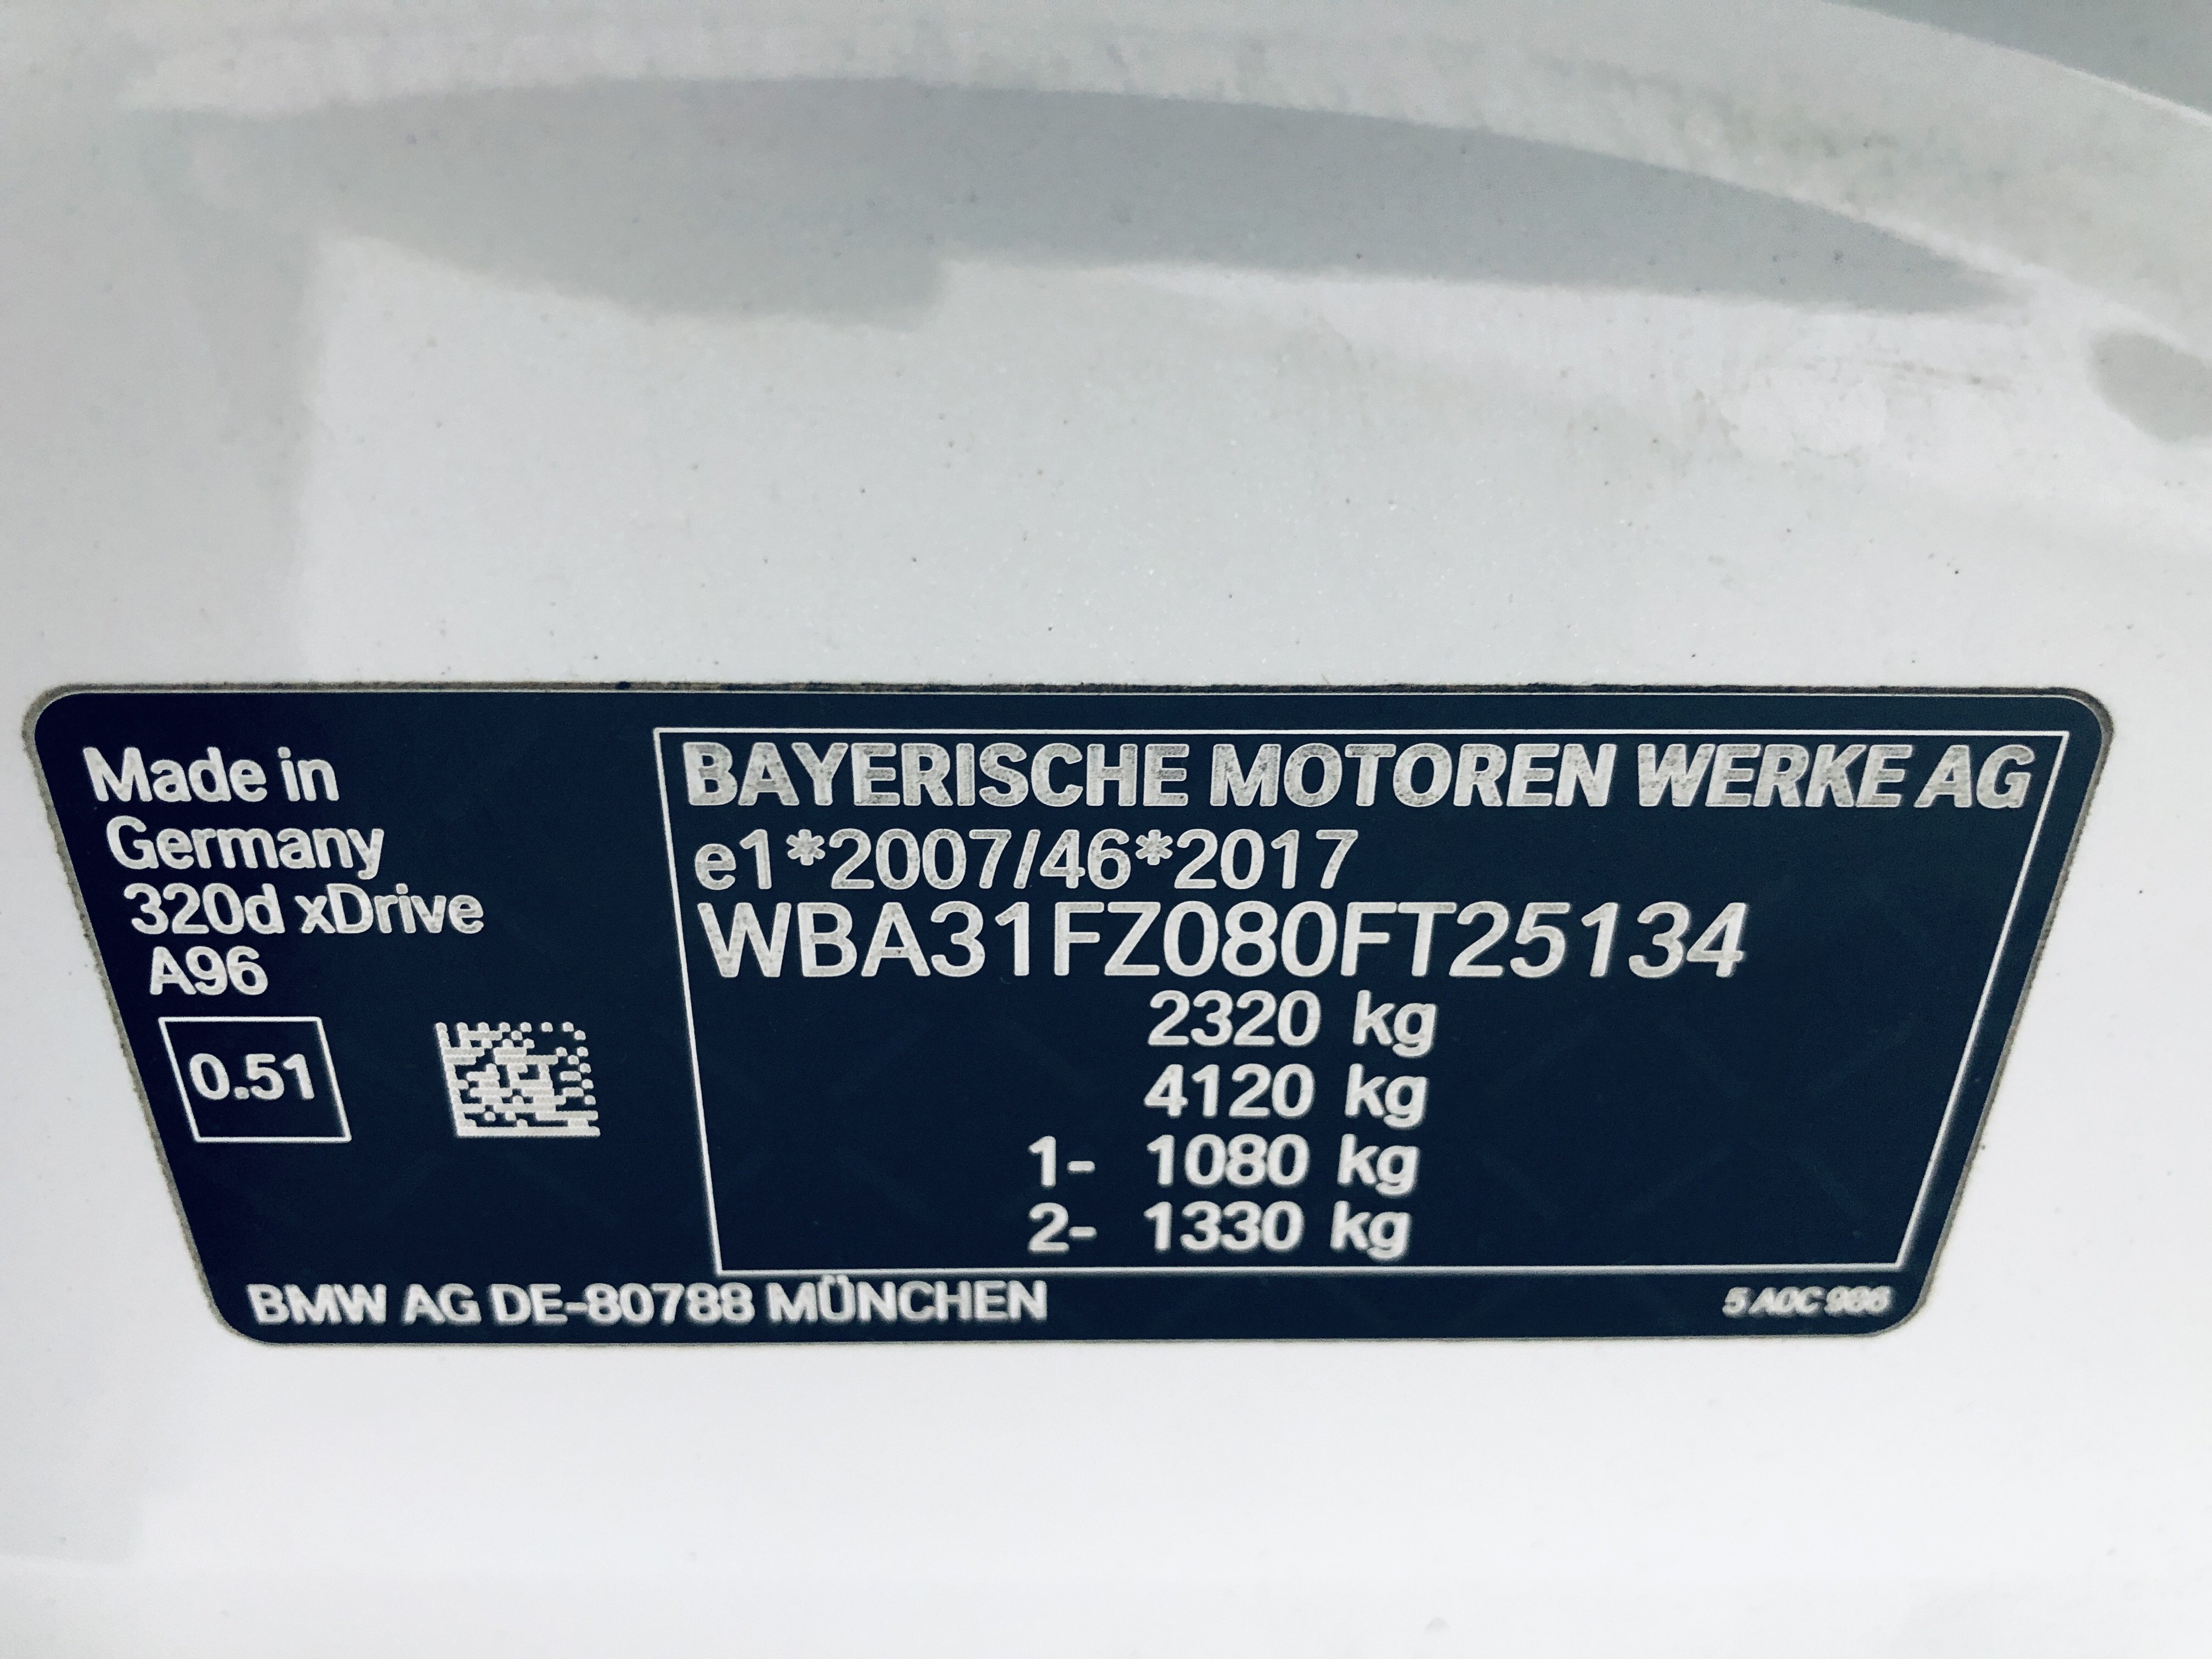 Made in
Germany
320d xDrive
A96
0.51
BAYERISCHE MOTOREN WERKE AG
e1*2007/46*2017
WBA31FZ080FT25134
2320 kg
4120 kg
1- 1080 kg
2- 1330 kg
BMW AG DE-80788 MÜNCHEN
5 A0C 986